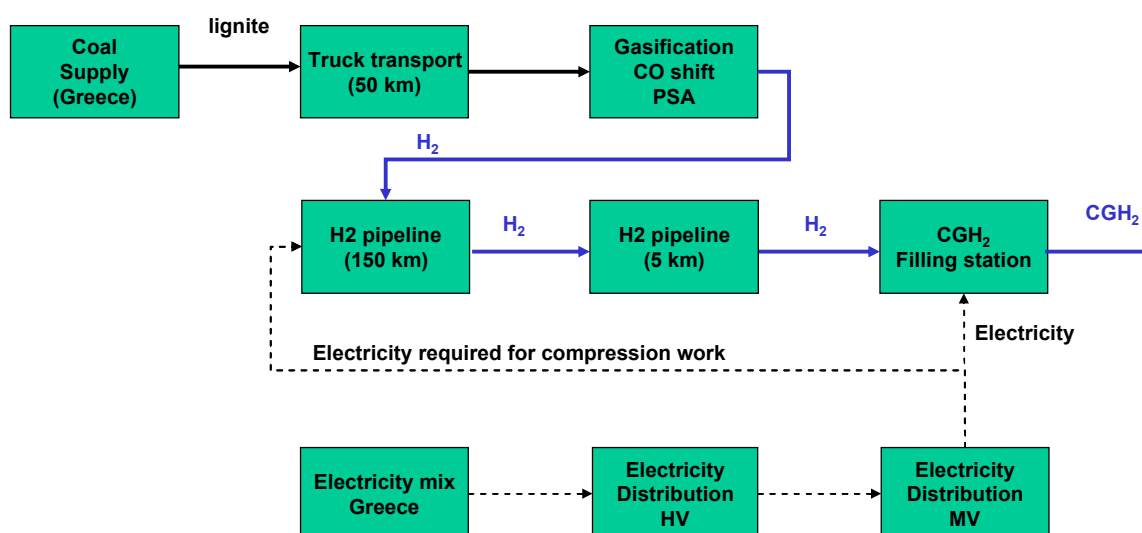 lignite
Coal
Supply
(Greece)
Truck transport
(50 km)
Gasification
CO shift
PSA
H₂
H2 pipeline
(150 km)
H₂
H2 pipeline
(5 km)
H₂
CGH₂
Filling station
CGH₂
Electricity required for compression work
Electricity
Electricity mix
Greece
Electricity
Distribution
HV
Electricity
Distribution
MV